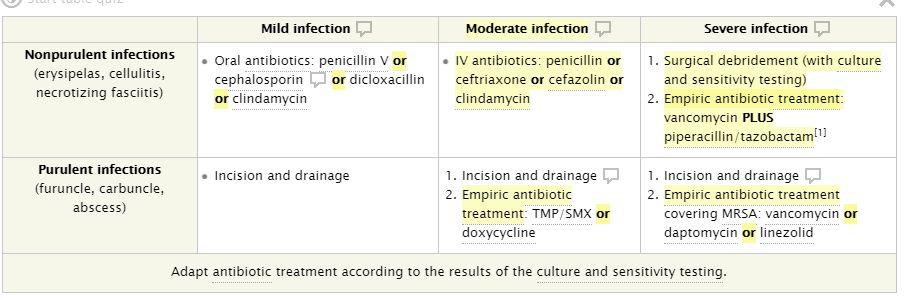 Start table quiz
Mild infection
Moderate infection
Severe infection
Nonpurulent infections
(erysipelas, cellulitis,
necrotizing fasciitis)
Oral antibiotics: penicillin V or
cephalosporin or dicloxacillin
or clindamycin
IV antibiotics: penicillin or
ceftriaxone or cefazolin or
clindamycin
1. Surgical debridement (with culture
and sensitivity testing)
2. Empiric antibiotic treatment:
vancomycin PLUS
piperacillin/tazobactam[1]
Purulent infections
(furuncle, carbuncle,
abscess)
Incision and drainage
1. Incision and drainage
2. Empiric antibiotic
treatment: TMP/SMX or
doxycycline
1. Incision and drainage
2. Empiric antibiotic treatment
covering MRSA: vancomycin or
daptomycin or linezolid
Adapt antibiotic treatment according to the results of the culture and sensitivity testing.